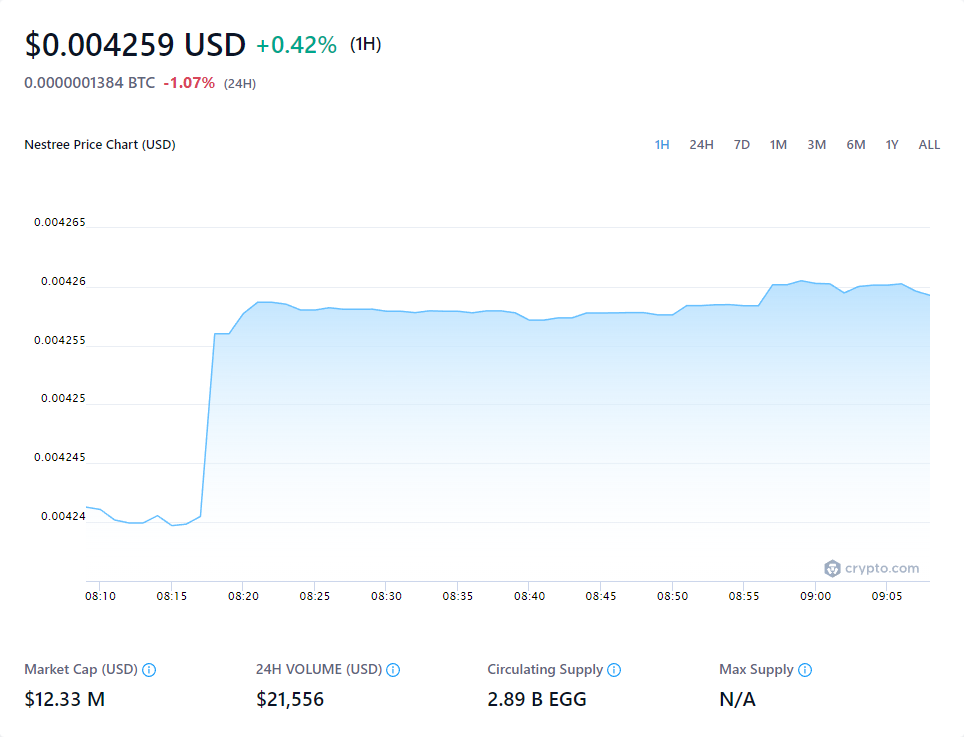 $0.004259 USD +0.42% (1H)
0.0000001384 BTC -1.07% (24H)
Nestree Price Chart (USD) 1H 24H 7D 1M 3M 6M 1Y ALL
0.004265
0.00426
0.004255
0.00425
0.004245
0.00424
crypto.com
08:10 08:15 08:20 08:25 08:30 08:35 08:40 08:45 08:50 08:55 09:00 09:05
Market Cap (USD) 24H VOLUME (USD) Circulating Supply Max Supply
$12.33 M $21,556 2.89 B EGG N/A